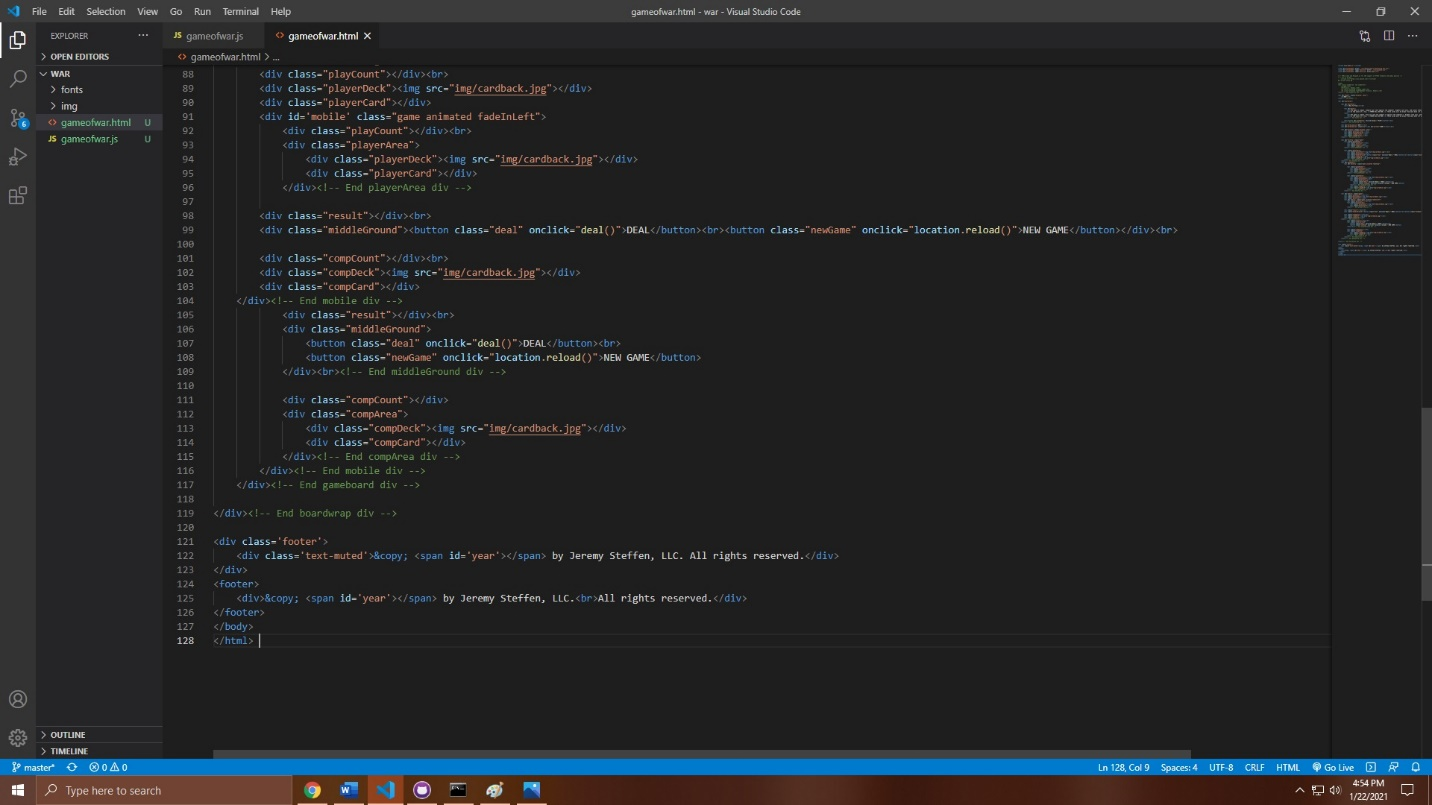 File Edit Selection View Go Run Terminal Help
gameofwar.html - war - Visual Studio Code
EXPLORER
OPEN EDITORS
WAR
fonts
img
gameofwar.html U
gameofwar.js U
OUTLINE
TIMELINE
6
JS gameofwar.js
gameofwar.html
gameofwar.html > ...
88 <div class="playCount"></div><br>
89 <div class="playerDeck"><img src="img/cardback.jpg"></div>
90 <div class="playerCard"></div>
91 <div id='mobile' class="game animated fadeInLeft">
92 <div class="playCount"></div><br>
93 <div class="playerArea">
94 <div class="playerDeck"><img src="img/cardback.jpg"></div>
95 <div class="playerCard"></div>
96 </div><!-- End playerArea div -->
97
98 <div class="result"></div><br>
99 <div class="middleGround"><button class="deal" onclick="deal()">DEAL</button><br><button class="newGame" onclick="location.reload()">NEW GAME</button></div><br>
100
101 <div class="compCount"></div><br>
102 <div class="compDeck"><img src="img/cardback.jpg"></div>
103 <div class="compCard"></div>
104 </div><!-- End mobile div -->
105 <div class="result"></div><br>
106 <div class="middleGround">
107 <button class="deal" onclick="deal()">DEAL</button><br>
108 <button class="newGame" onclick="location.reload()">NEW GAME</button>
109 </div><br><!-- End middleGround div -->
110
111 <div class="compCount"></div>
112 <div class="compArea">
113 <div class="compDeck"><img src="img/cardback.jpg"></div>
114 <div class="compCard"></div>
115 </div><!-- End compArea div -->
116 </div><!-- End mobile div -->
117 </div><!-- End gameboard div -->
118
119 </div><!-- End boardwrap div -->
120
121 <div class='footer'>
122 <div class='text-muted'>&copy; <span id='year'></span> by Jeremy Steffen, LLC. All rights reserved.</div>
123 </div>
124 <footer>
125 <div>&copy; <span id='year'></span> by Jeremy Steffen, LLC.<br>All rights reserved.</div>
126 </footer>
127 </body>
128 </html>
master* 0 0
Ln 128, Col 9 Spaces: 4 UTF-8 CRLF HTML Go Live
Type here to search
4:54 PM
1/22/2021